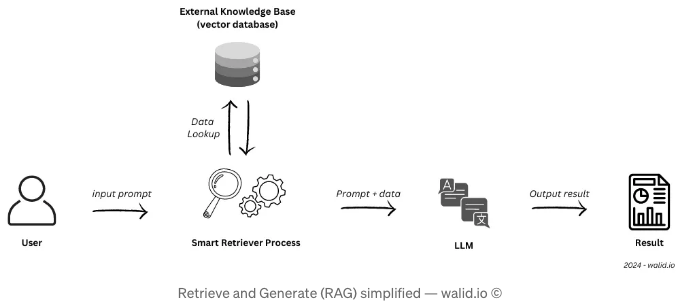 External Knowledge Base
(vector database)
Data
Lookup
input prompt
Prompt + data
Output result
A
文
User
Smart Retriever Process
LLM
Result
2024 - walid.io
Retrieve and Generate (RAG) simplified — walid.io ©